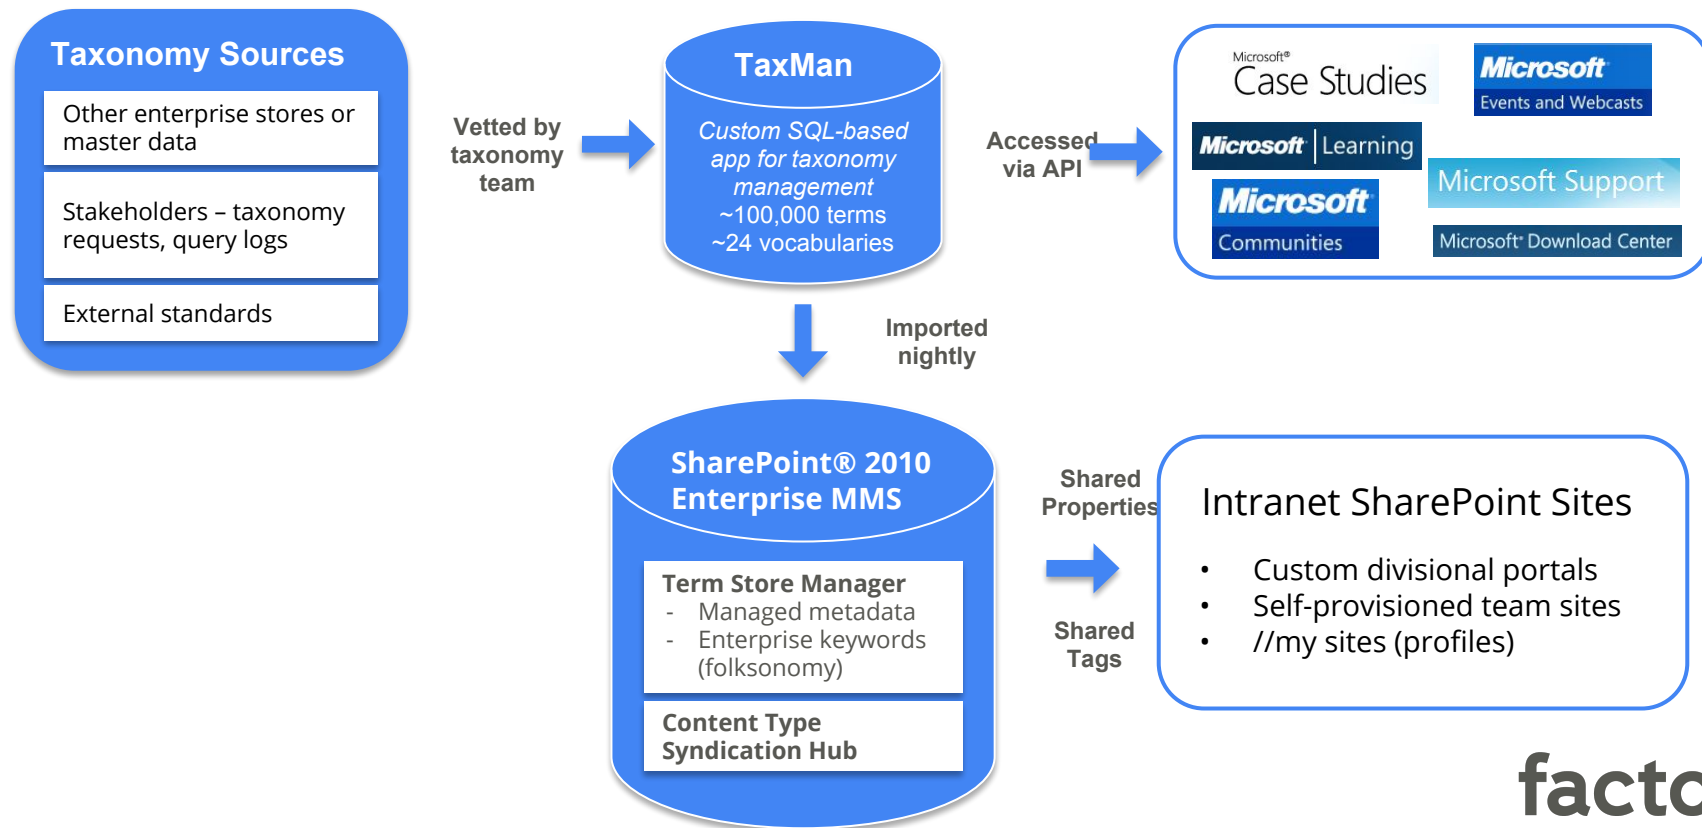 Taxonomy Sources
Other enterprise stores or
master data
Stakeholders – taxonomy
requests, query logs
External standards
Vetted by
taxonomy
team
TaxMan
Custom SQL-based
app for taxonomy
management
~100,000 terms
~24 vocabularies
Accessed
via API
Microsoft®
Case Studies
Microsoft
Events and Webcasts
Microsoft | Learning
Microsoft Support
Microsoft
Communities
Microsoft® Download Center
Imported
nightly
SharePoint® 2010
Enterprise MMS
Term Store Manager
- Managed metadata
- Enterprise keywords
(folksonomy)
Content Type
Syndication Hub
Shared
Properties
Shared
Tags
Intranet SharePoint Sites
• Custom divisional portals
• Self-provisioned team sites
• //my sites (profiles)
facto